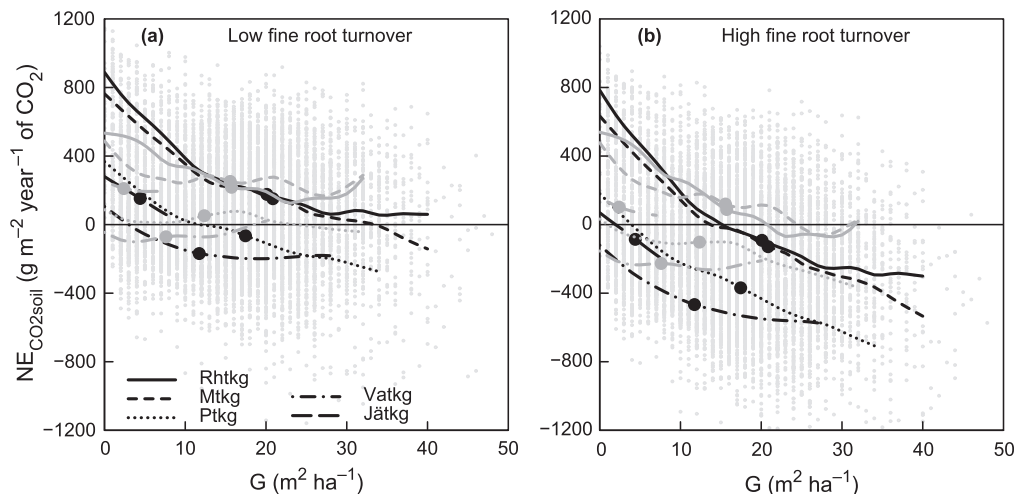 (a) Low fine root turnover
(b) High fine root turnover
NE_CO2soil (g m⁻² year⁻¹ of CO₂)
1200
800
400
0
−400
−800
−1200
Rhtkg
Mtkg
Ptkg
Vatkg
Jätkg
0 10 20 30 40 50
G (m² ha⁻¹)
1200
800
400
0
−400
−800
−1200
0 10 20 30 40 50
G (m² ha⁻¹)